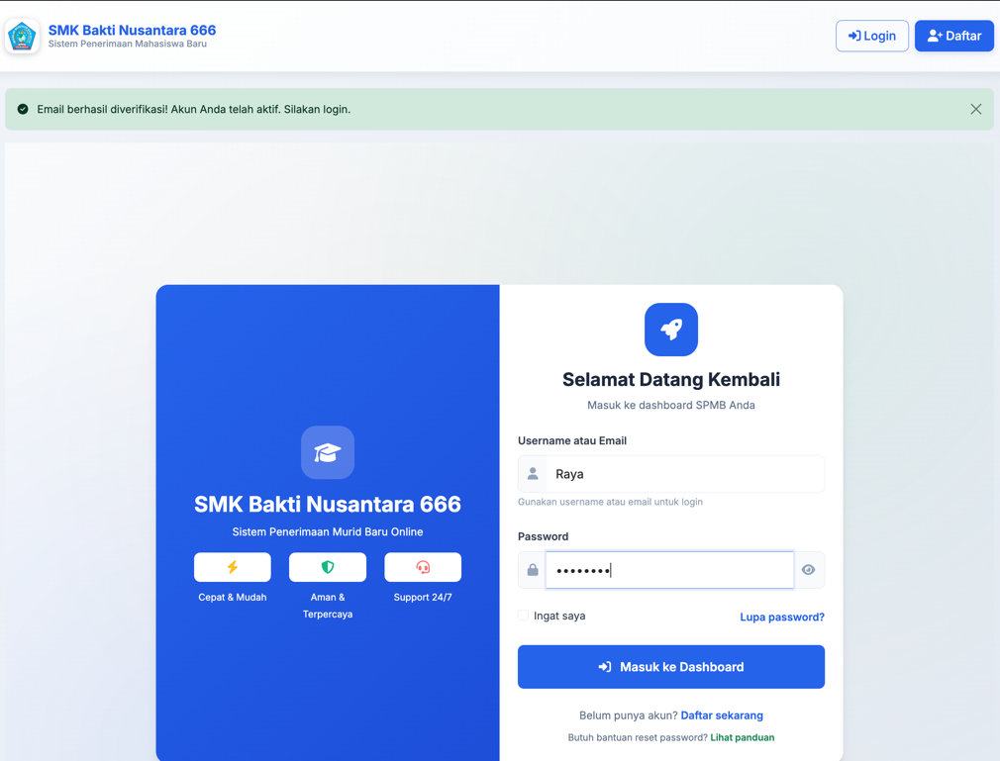 SMK Bakti Nusantara 666
Sistem Penerimaan Mahasiswa Baru
Login
Daftar
Email berhasil diverifikasi! Akun Anda telah aktif. Silakan login.
SMK Bakti Nusantara 666
Sistem Penerimaan Murid Baru Online
Cepat & Mudah
Aman &
Terpercaya
Support 24/7
Selamat Datang Kembali
Masuk ke dashboard SPMB Anda
Username atau Email
Raya
Gunakan username atau email untuk login
Password
••••••••
Ingat saya
Lupa password?
Masuk ke Dashboard
Belum punya akun? Daftar sekarang
Butuh bantuan reset password? Lihat panduan